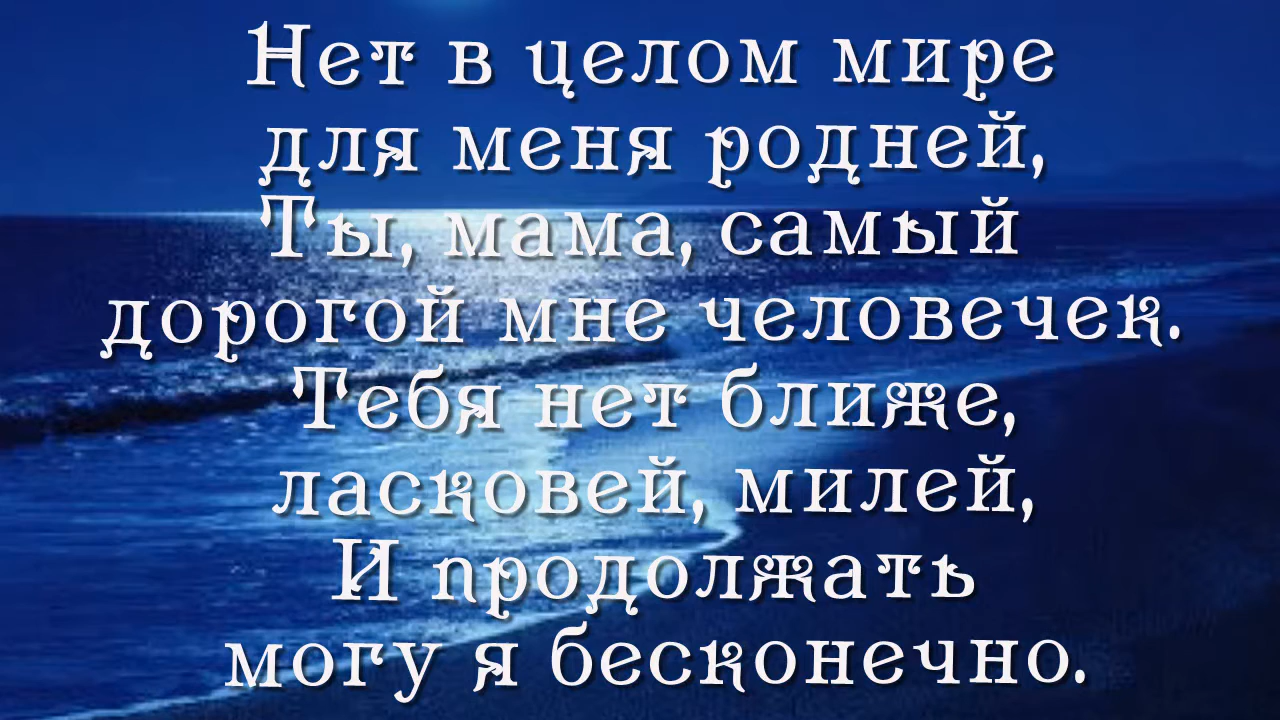 Нет в целом мире
для меня родней,
Ты, мама, самый
дорогой мне человечек.
Тебя нет ближе,
ласковей, милей,
И продолжать
могу я бесконечно.